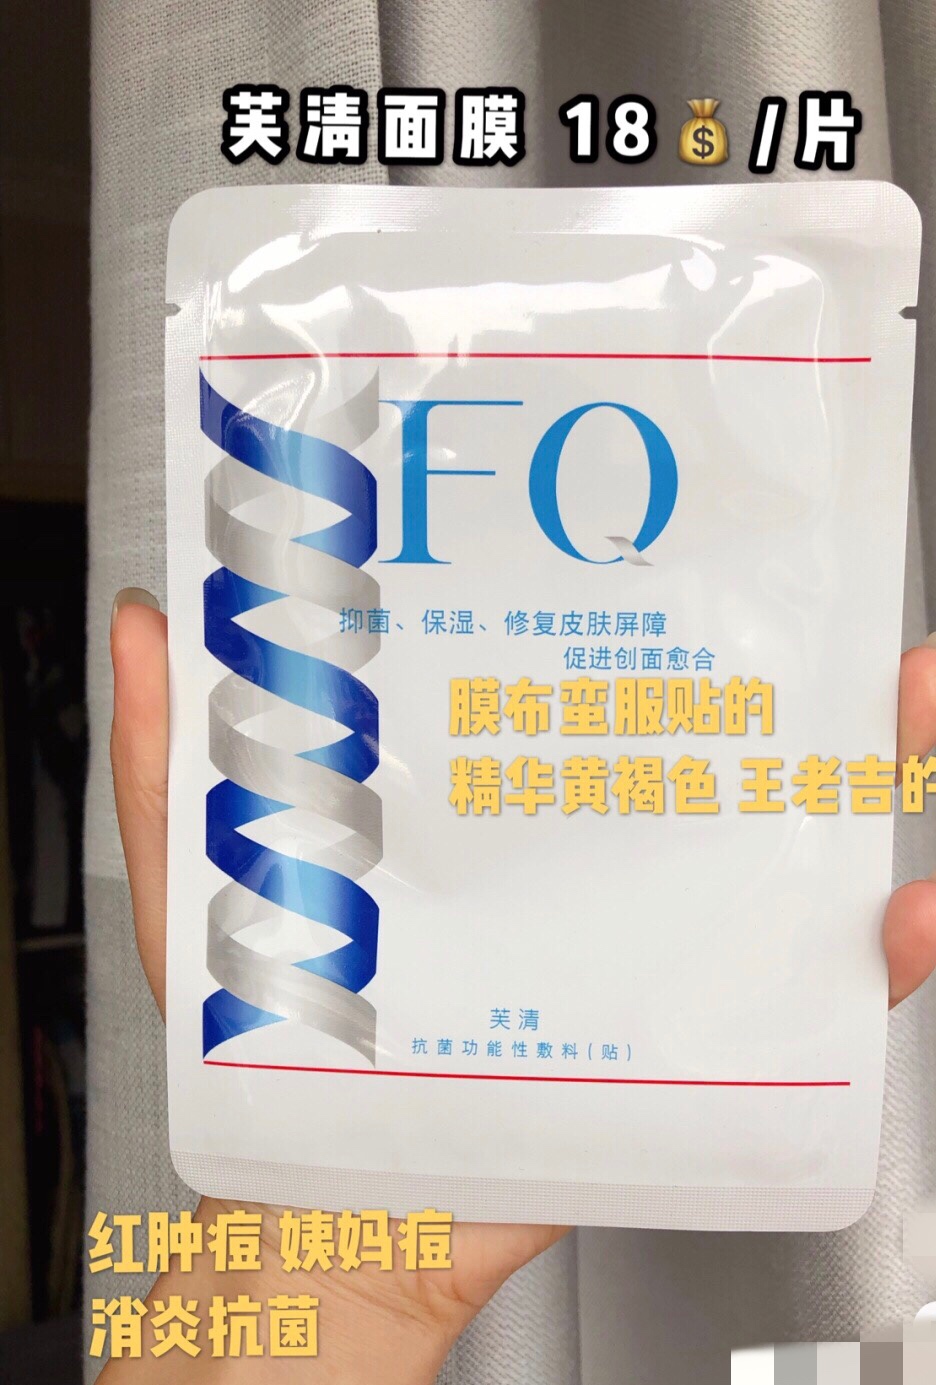 芙清面膜 18💰/片
FQ
抑菌、保湿、修复皮肤屏障
促进创面愈合
膜布蛮服贴的
精华黄褐色 王老吉的
芙清
抗菌功能性敷料(贴)
红肿痘 姨妈痘
消炎抗菌